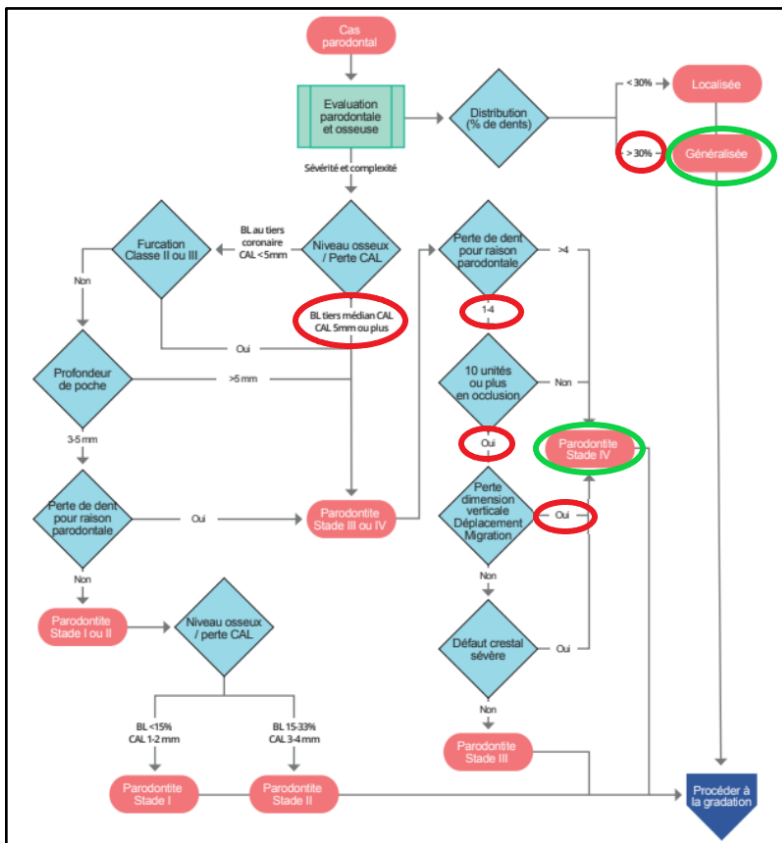 Cas
parodontal
Evaluation
parodontale
et osseuse
Distribution
(% de dents)
< 30%
Localisée
> 30%
Généralisée
Sévérité et complexité
Furcation
Classe II ou III
BL au tiers
coronaire
CAL < 5mm
Niveau osseux
/ Perte CAL
Perte de dent
pour raison
parodontale
>4
Non
BL tiers médian CAL
CAL 5mm ou plus
1-4
Oui
Profondeur
de poche
>5 mm
10 unités
ou plus
en occlusion
Non
3-5 mm
Oui
Parodontite
Stade IV
Perte de dent
pour raison
parodontale
Oui
Parodontite
Stade III ou IV
Perte
dimension
verticale
Déplacement
Migration
Oui
Non
Non
Parodontite
Stade I ou II
Niveau osseux
/ perte CAL
Défaut crestal
sévère
Oui
BL <15%
CAL 1-2 mm
BL 15-33%
CAL 3-4 mm
Non
Parodontite
Stade III
Parodontite
Stade I
Parodontite
Stade II
Procéder à
la gradation